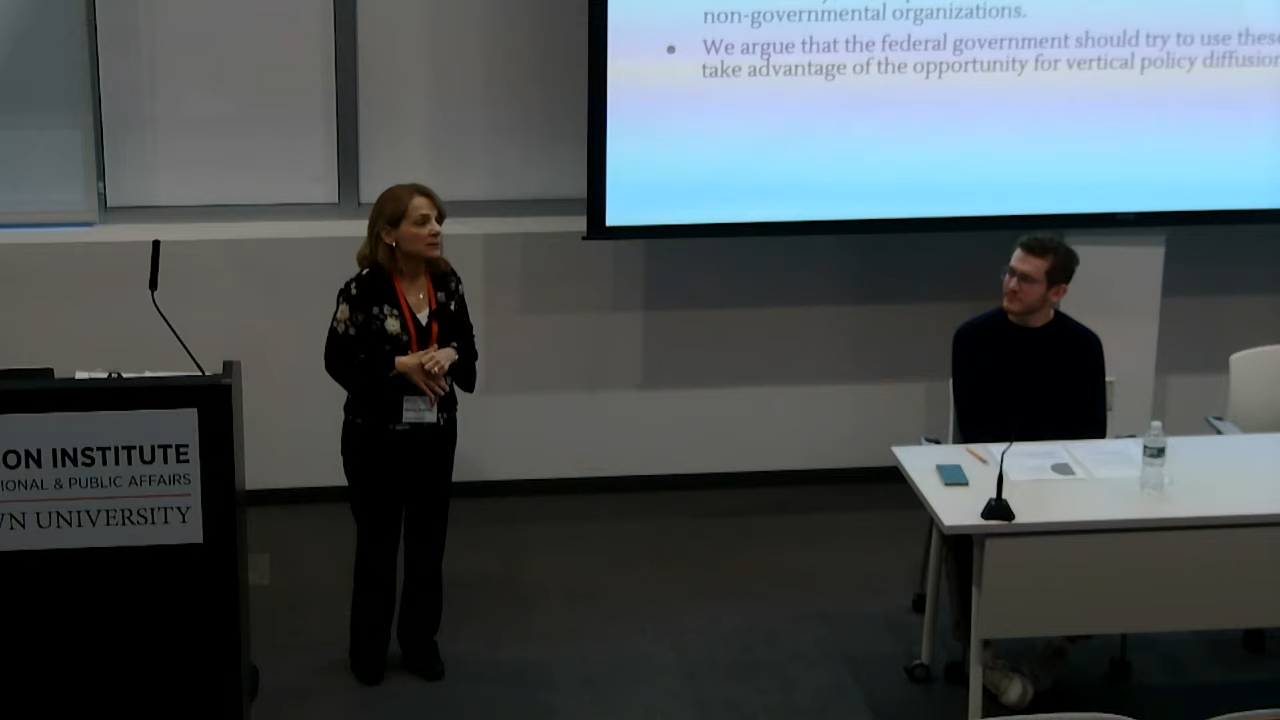 non-governmental organizations.
• We argue that the federal government should try to use these
take advantage of the opportunity for vertical policy diffusion
ON INSTITUTE
IONAL & PUBLIC AFFAIRS
WN UNIVERSITY